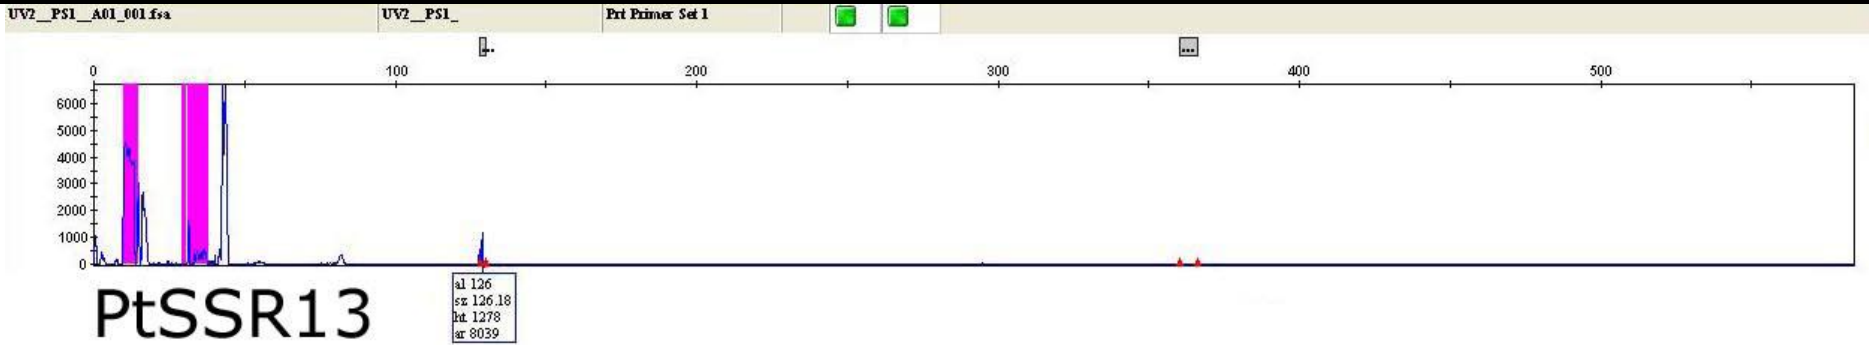 UV2__PS1__A01_001.fsa UV2__PS1_ Prt Primer Set 1
...
...
0 100 200 300 400 500
6000
5000
4000
3000
2000
1000
0
al 126
sz 126.18
ht 1278
ar 8039
PtSSR13